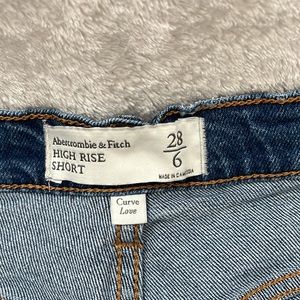 Abercrombie & Fitch
HIGH RISE
SHORT
28
6
MADE IN CAMBODIA
Curve
Love